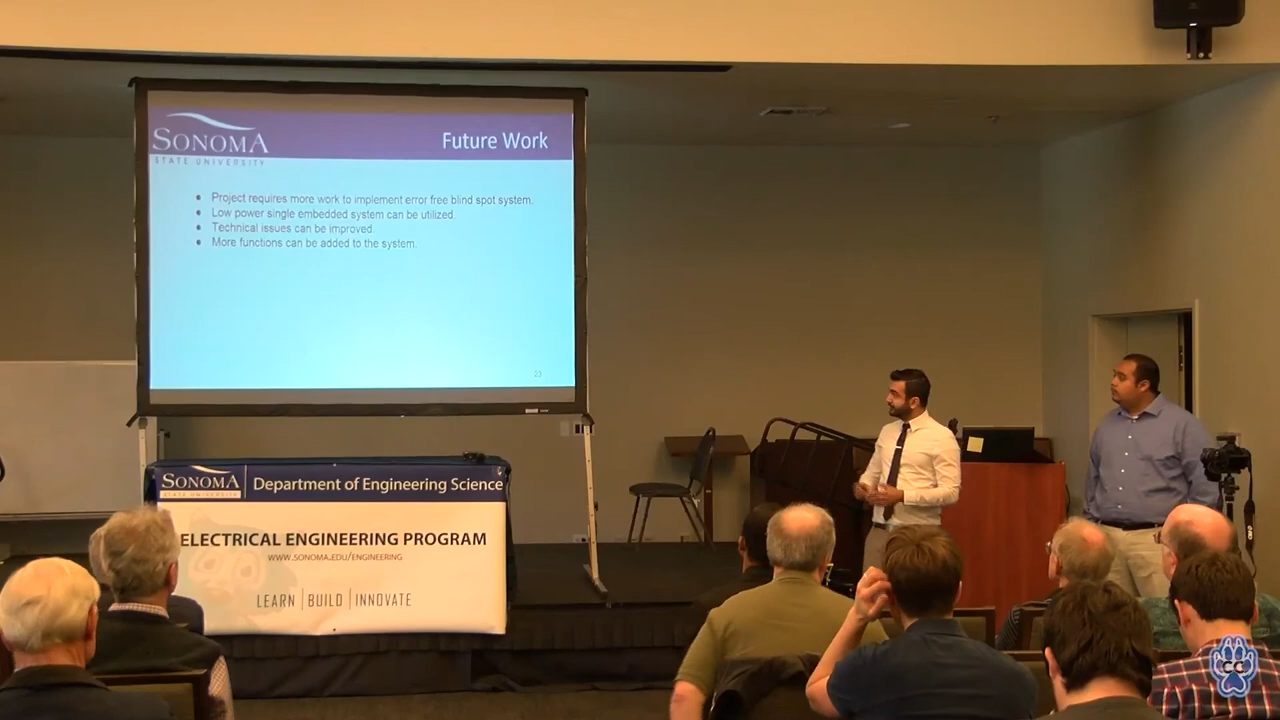 SONOMA
STATE UNIVERSITY
Future Work
Project requires more work to implement error free blind spot system.
Low power single embedded system can be utilized.
Technical issues can be improved.
More functions can be added to the system.
23
SONOMA
STATE UNIVERSITY
Department of Engineering Science
ELECTRICAL ENGINEERING PROGRAM
WWW.SONOMA.EDU/ENGINEERING
LEARN | BUILD | INNOVATE
CC